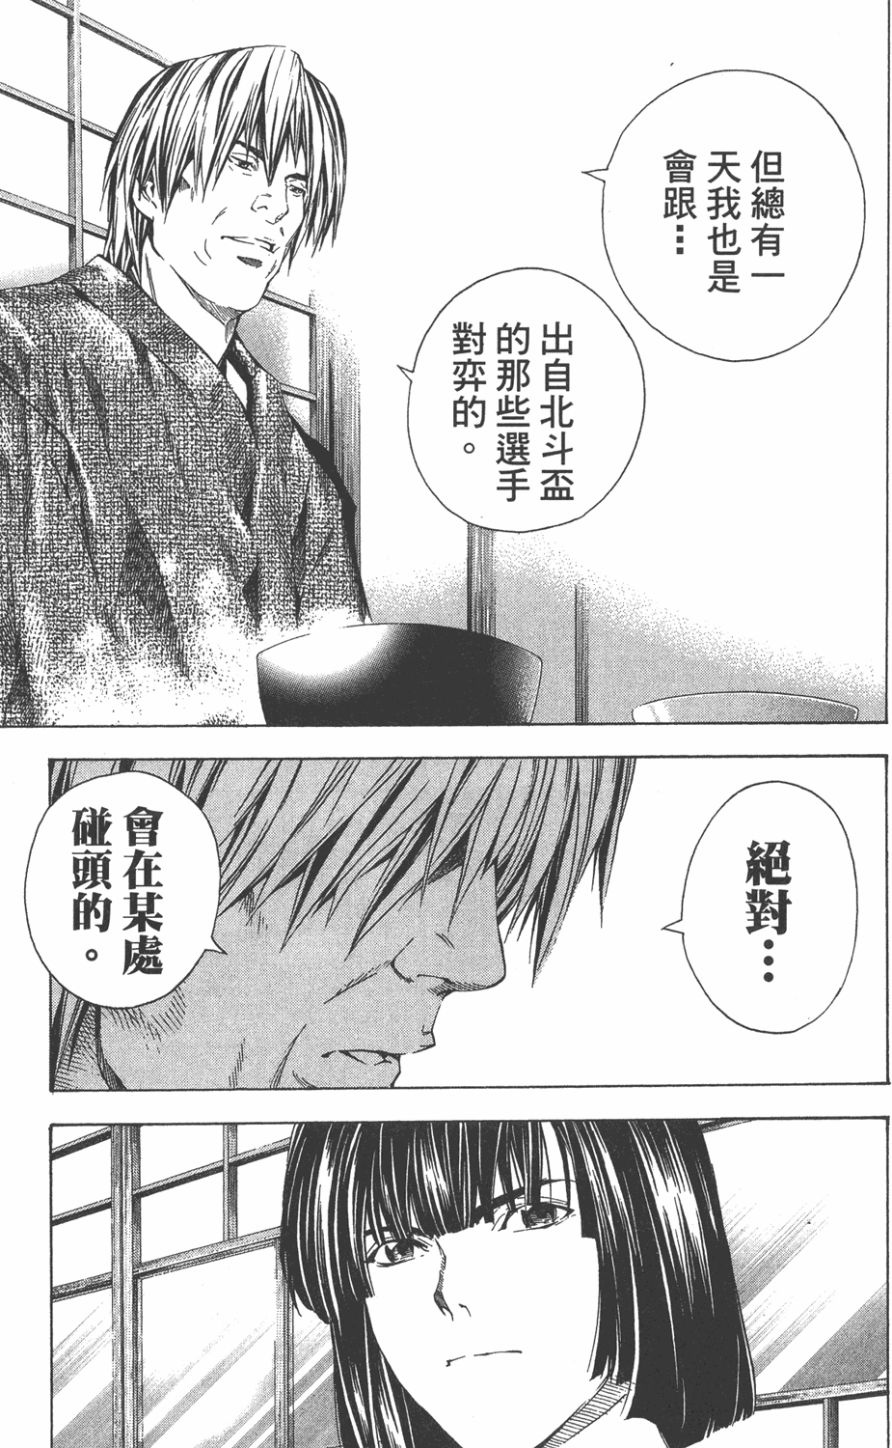 但總有一
天我也是
會跟…
出自北斗盃
的那些選手
對弈的。
絕對…
會在某處
碰頭的。